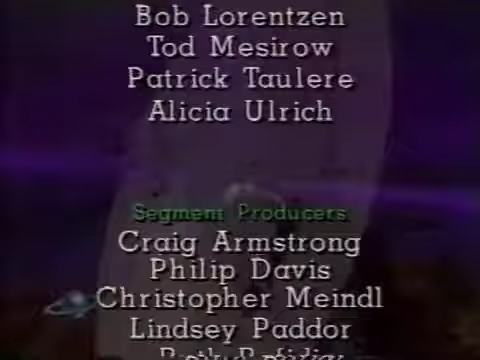 Bob Lorentzen
Tod Mesirow
Patrick Taulere
Alicia Ulrich
Segment Producers
Craig Armstrong
Philip Davis
Christopher Meindl
Lindsey Paddor